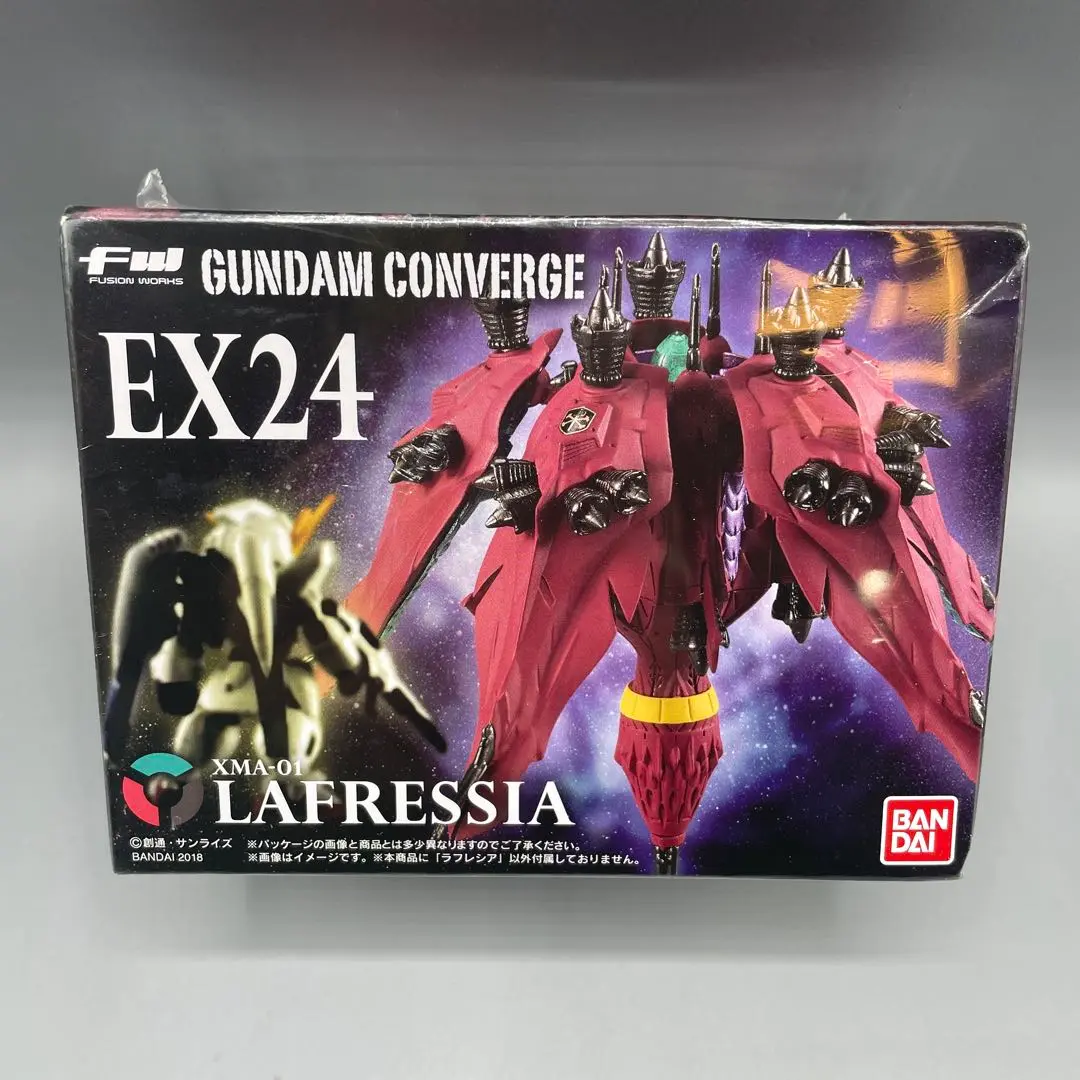 FW
FUSION WORKS
GUNDAM CONVERGE
EX24
XMA-01
LAFRESSIA
©創通・サンライズ
BANDAI 2018
※パッケージの画像と商品とは多少異なりますのでご了承ください。
※画像はイメージです。※本商品に「ラフレシア」以外付属しておりません。
BAN
DAI